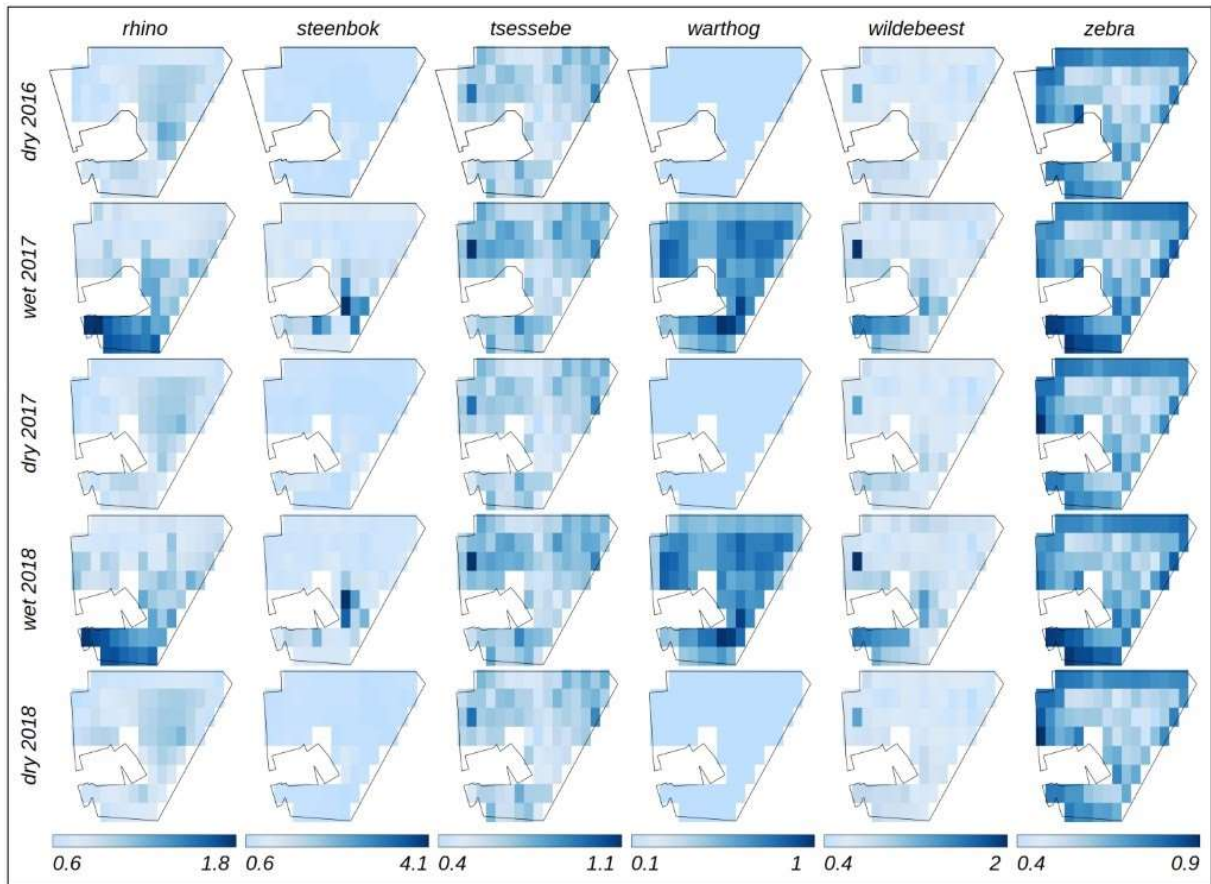 rhino steenbok tsessebe warthog wildebeest zebra
dry 2016
wet 2017
dry 2017
wet 2018
dry 2018
0.6 1.8 0.6 4.1 0.4 1.1 0.1 1 0.4 2 0.4 0.9